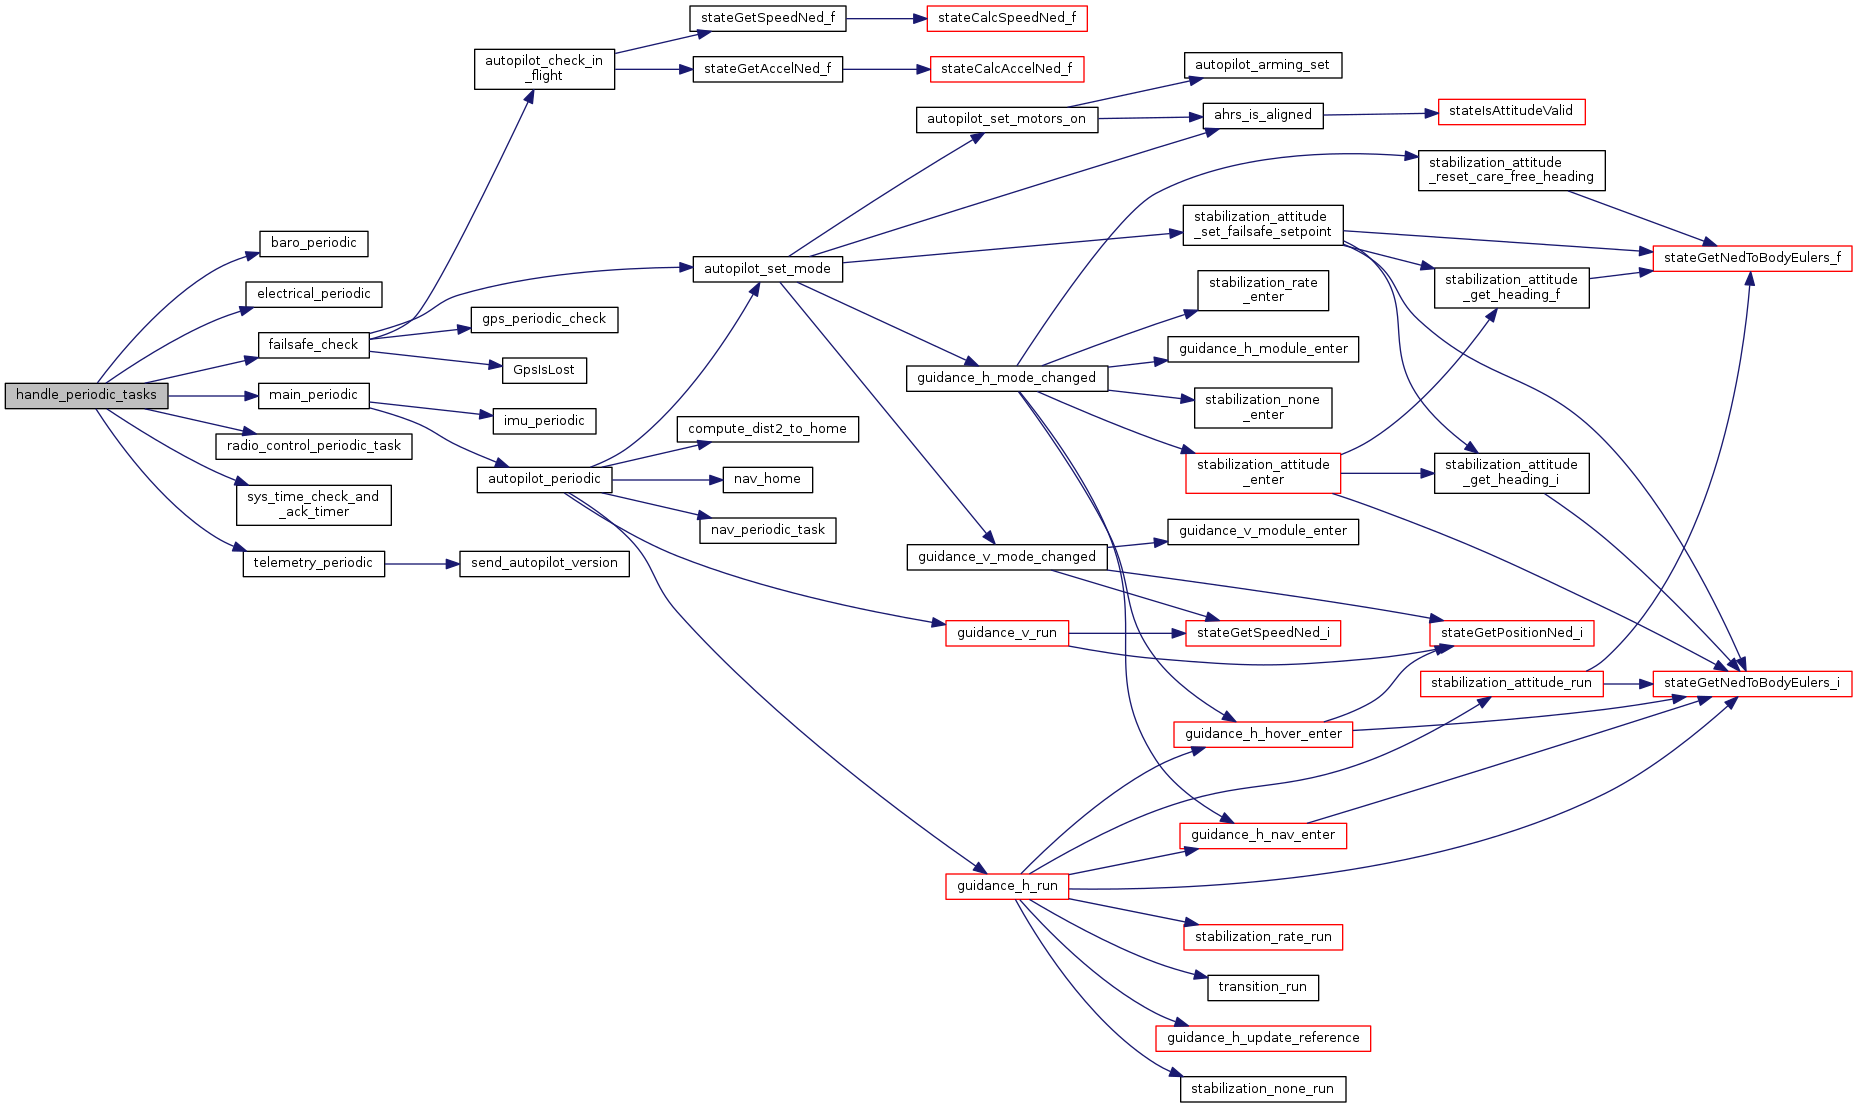 stateGetSpeedNed_f
stateCalcSpeedNed_f
autopilot_check_in
_flight
stateGetAccelNed_f
stateCalcAccelNed_f
autopilot_arming_set
autopilot_set_motors_on
ahrs_is_aligned
stateIsAttitudeValid
stabilization_attitude
_reset_care_free_heading
stabilization_attitude
_set_failsafe_setpoint
baro_periodic
autopilot_set_mode
stateGetNedToBodyEulers_f
stabilization_attitude
_get_heading_f
electrical_periodic
stabilization_rate
_enter
gps_periodic_check
failsafe_check
guidance_h_module_enter
GpsIsLost
guidance_h_mode_changed
handle_periodic_tasks
main_periodic
stabilization_none
_enter
imu_periodic
compute_dist2_to_home
radio_control_periodic_task
stabilization_attitude
_enter
stabilization_attitude
_get_heading_i
autopilot_periodic
nav_home
sys_time_check_and
_ack_timer
nav_periodic_task
guidance_v_module_enter
guidance_v_mode_changed
telemetry_periodic
send_autopilot_version
guidance_v_run
stateGetSpeedNed_i
stateGetPositionNed_i
stabilization_attitude_run
stateGetNedToBodyEulers_i
guidance_h_hover_enter
guidance_h_nav_enter
guidance_h_run
stabilization_rate_run
transition_run
guidance_h_update_reference
stabilization_none_run